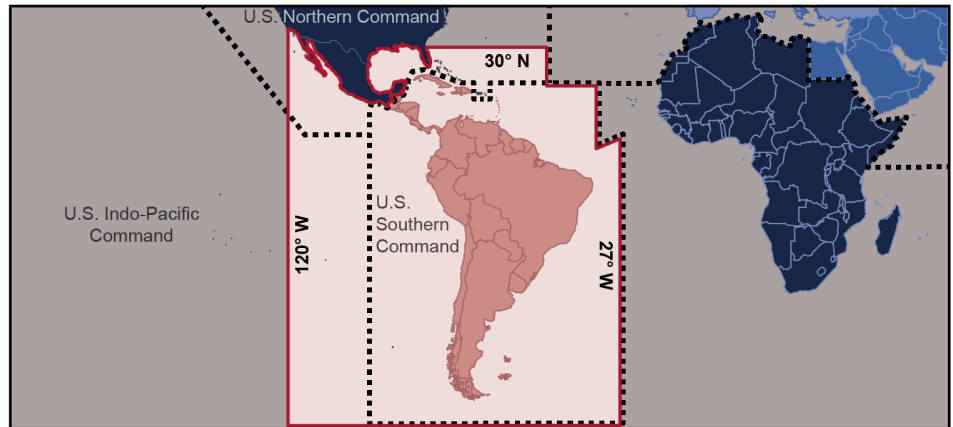 U.S. Northern Command
30° N
U.S. Indo-Pacific
Command
120° W
U.S.
Southern
Command
27° W